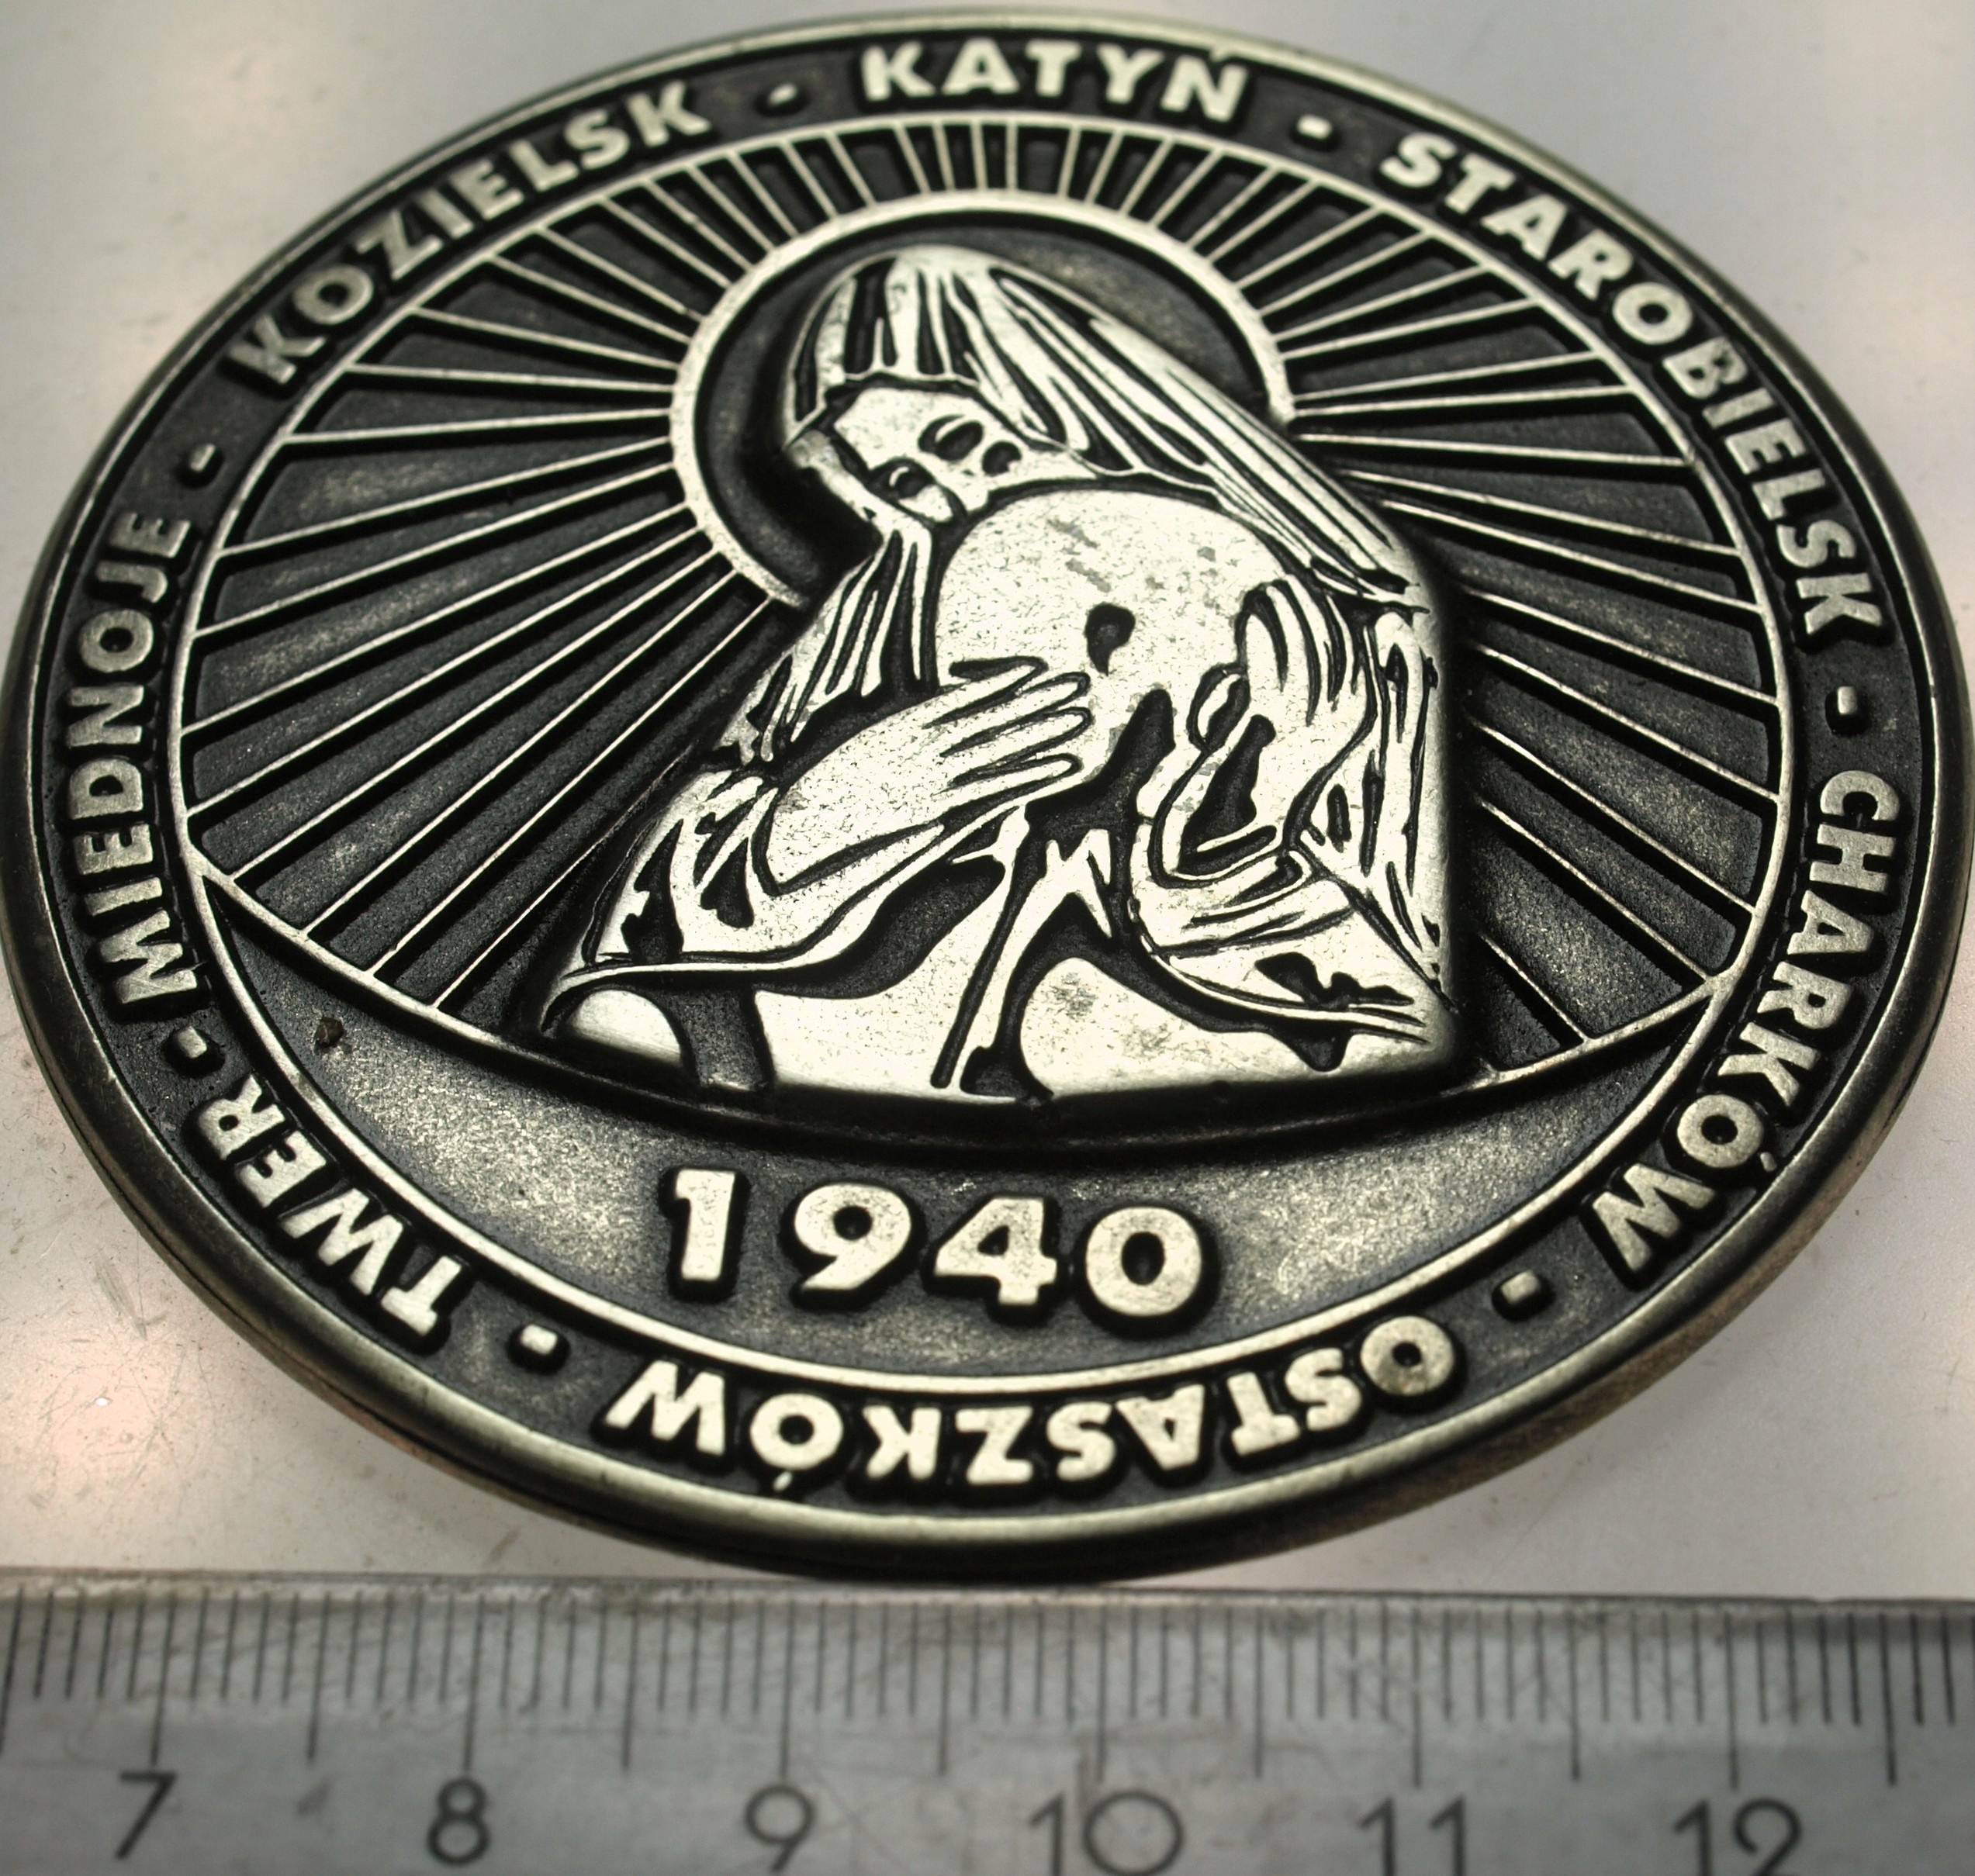 KOZIELSK · KATYŃ · STAROBIELSK · CHARKÓW · OSTASZKÓW · TWER · MIEDNOJE ·
1940
7 8 9 10 11 12